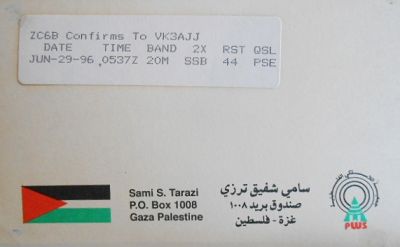 ZC6B Confirms To VK3AJJ
DATE TIME BAND 2X RST QSL
JUN-29-96 0537Z 20M SSB 44 PSE
Sami S. Tarazi
P.O. Box 1008
Gaza Palestine
سامي شفيق ترزي
صندوق بريد ١٠٠٨
غزة - فلسطين
PWS